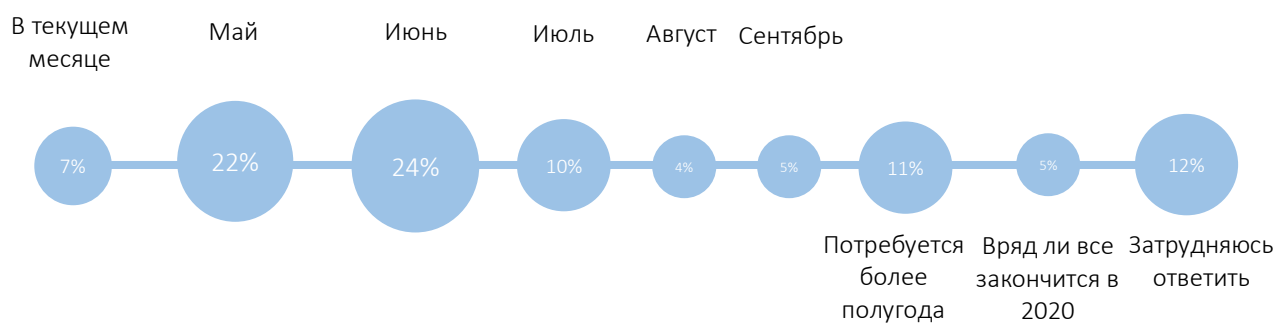 В текущем
месяце
Май
Июнь
Июль
Август
Сентябрь
7%
22%
24%
10%
4%
5%
11%
5%
12%
Потребуется
более
полугода
Вряд ли все
закончится в
2020
Затрудняюсь
ответить